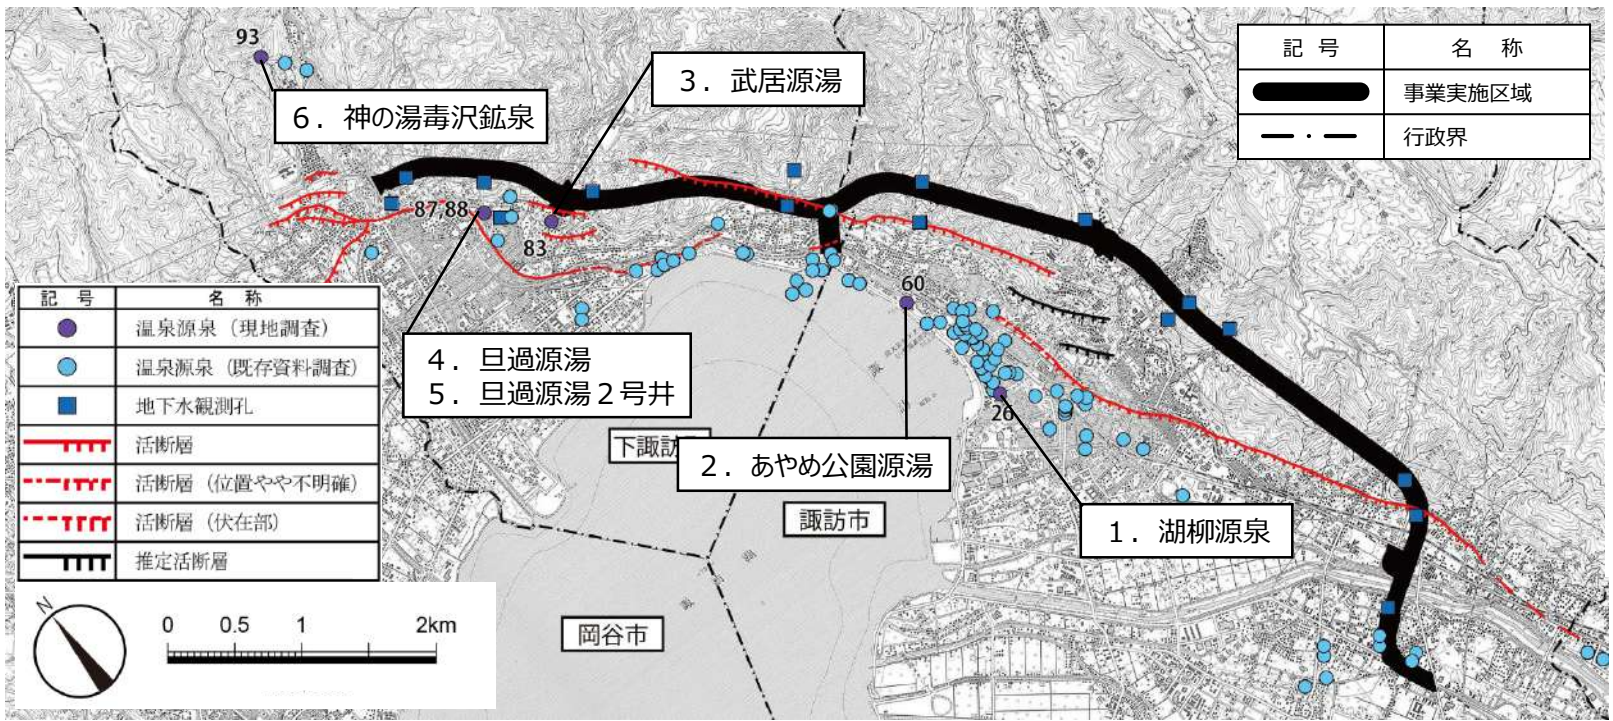 93
3．武居源湯
6．神の湯毒沢鉱泉
記 号 名 称
事業実施区域
行政界
87,88
83
60
26
4．旦過源湯
5．旦過源湯２号井
2．あやめ公園源湯
1．湖柳源泉
下諏訪
諏訪市
岡谷市
記 号 名 称
温泉源泉（現地調査）
温泉源泉（既存資料調査）
地下水観測孔
活断層
活断層（位置やや不明確）
活断層（伏在部）
推定活断層
N
0 0.5 1 2km